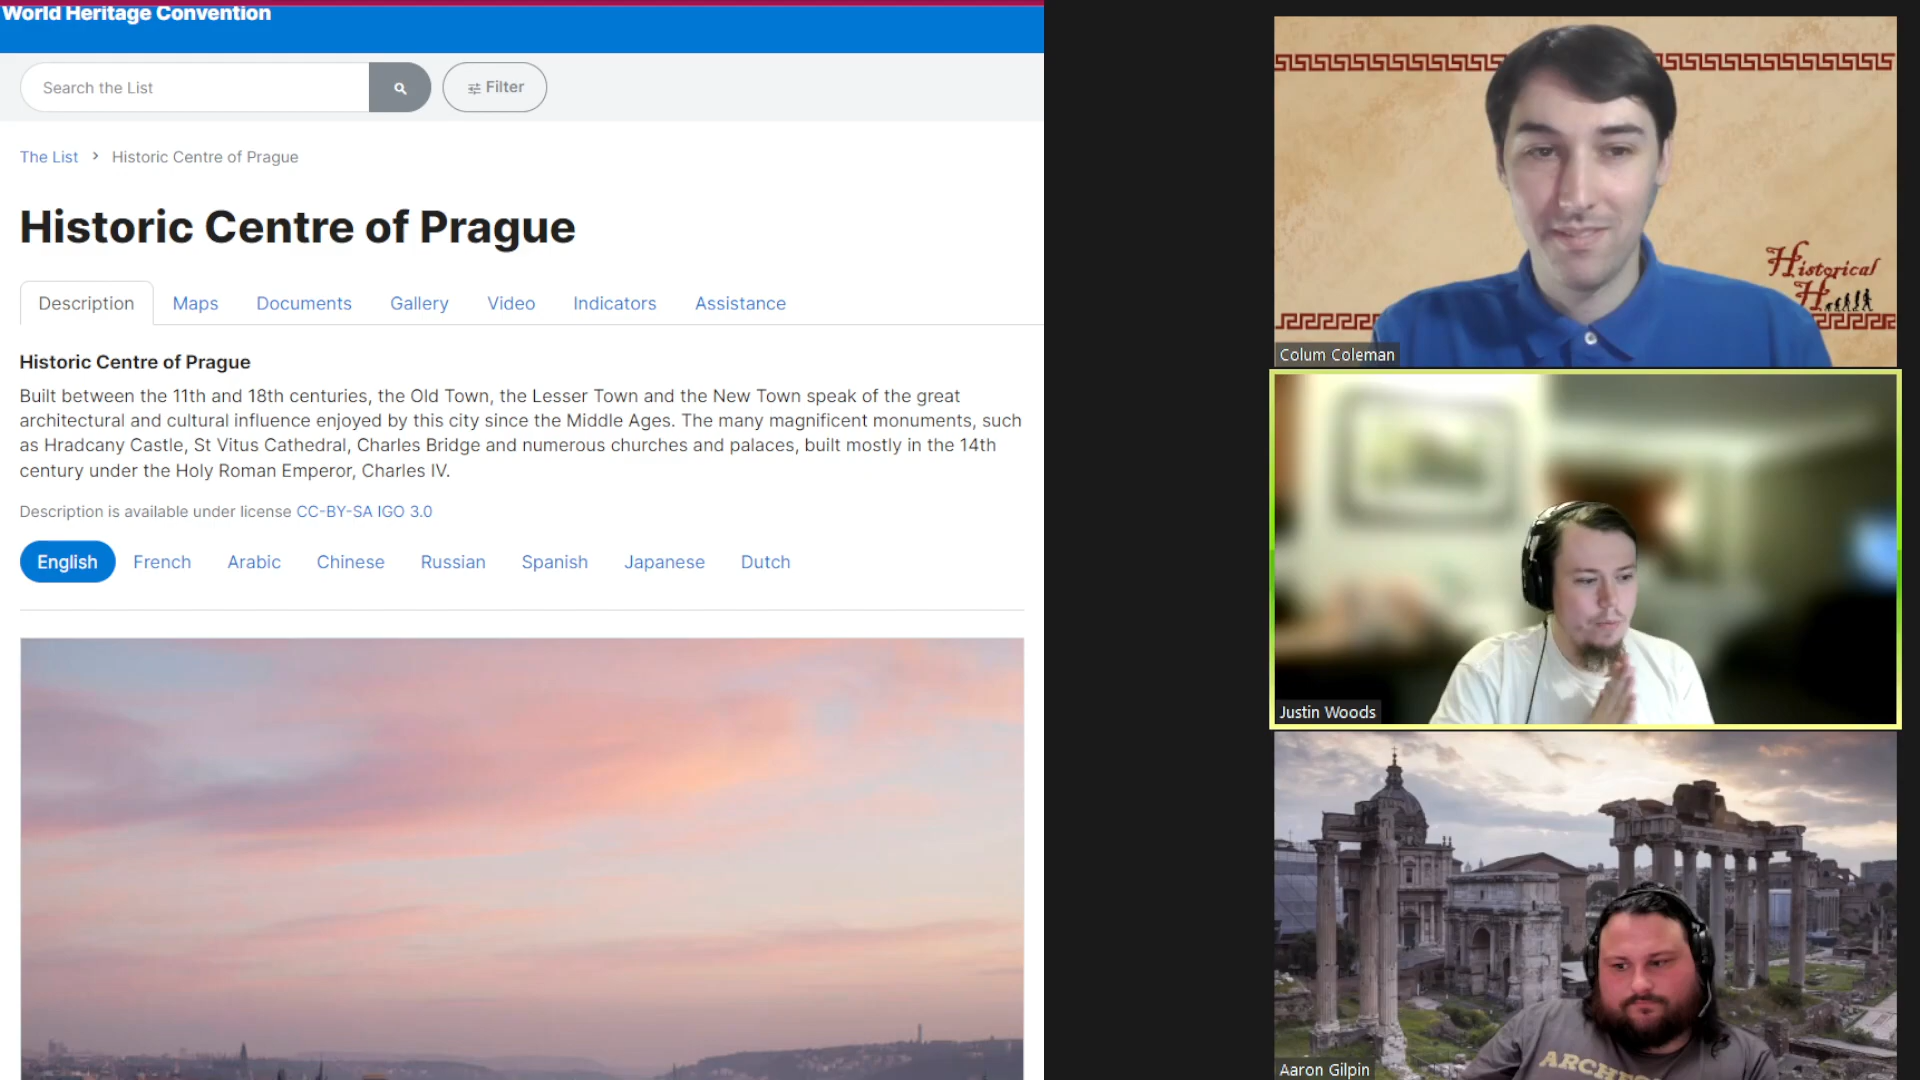 World Heritage Convention
Search the List
Filter
The List > Historic Centre of Prague
Historic Centre of Prague
Description Maps Documents Gallery Video Indicators Assistance
Historic Centre of Prague
Built between the 11th and 18th centuries, the Old Town, the Lesser Town and the New Town speak of the great
architectural and cultural influence enjoyed by this city since the Middle Ages. The many magnificent monuments, such
as Hradcany Castle, St Vitus Cathedral, Charles Bridge and numerous churches and palaces, built mostly in the 14th
century under the Holy Roman Emperor, Charles IV.
Description is available under license CC-BY-SA IGO 3.0
English French Arabic Chinese Russian Spanish Japanese Dutch
Historical
Colum Coleman
Justin Woods
Aaron Gilpin